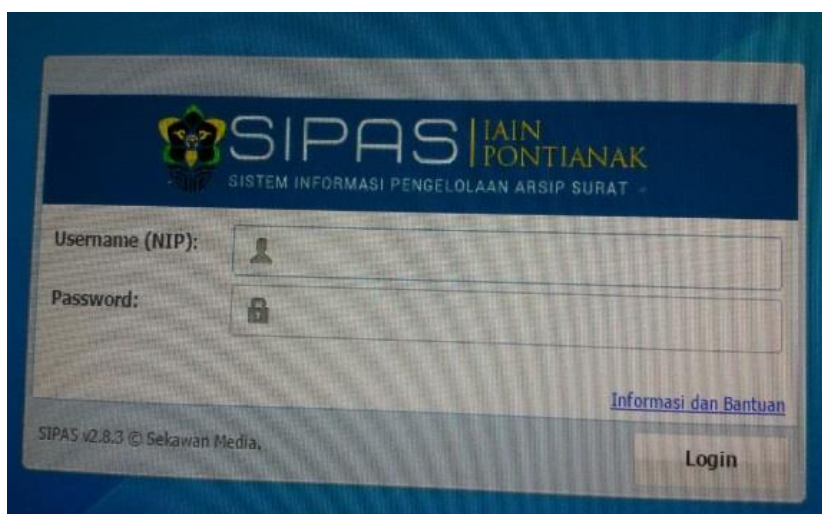 SIPAS IAIN PONTIANAK
SISTEM INFORMASI PENGELOLAAN ARSIP SURAT
Username (NIP):
Password:
Informasi dan Bantuan
SIPAS v2.8.3 © Sekawan Media.
Login